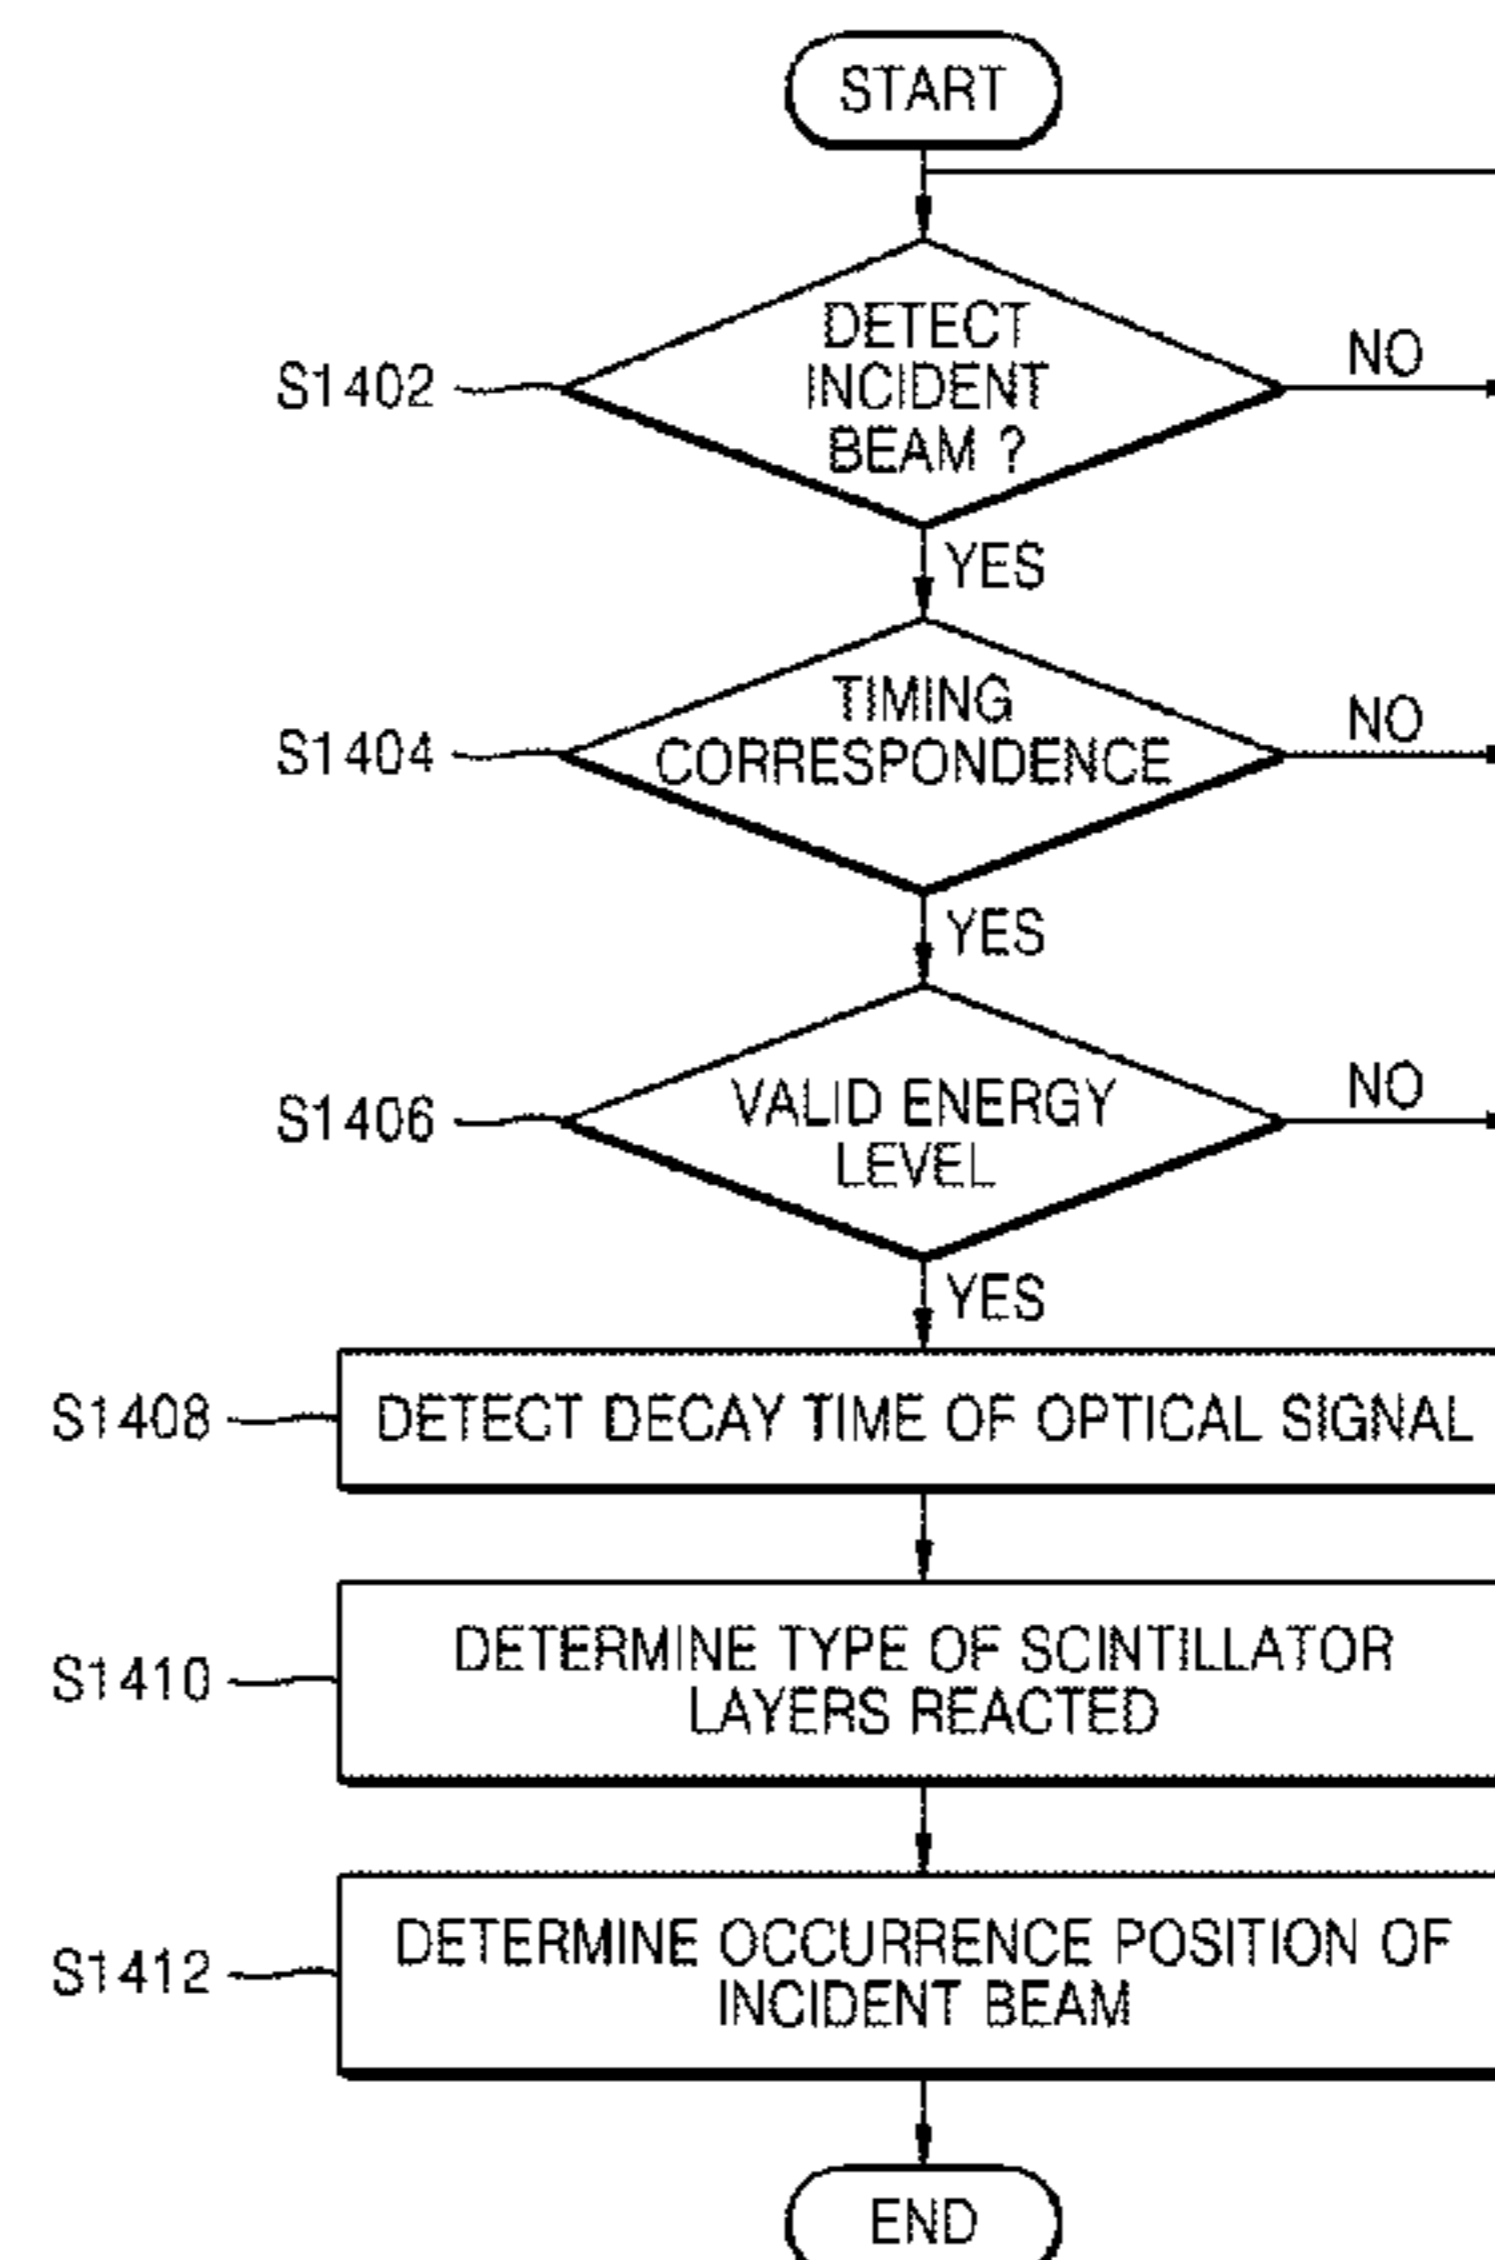 START
DETECT
INCIDENT
BEAM ?
NO
S1402
YES
TIMING
CORRESPONDENCE
NO
S1404
YES
VALID ENERGY
LEVEL
NO
S1406
YES
S1408
DETECT DECAY TIME OF OPTICAL SIGNAL
S1410
DETERMINE TYPE OF SCINTILLATOR
LAYERS REACTED
S1412
DETERMINE OCCURRENCE POSITION OF
INCIDENT BEAM
END